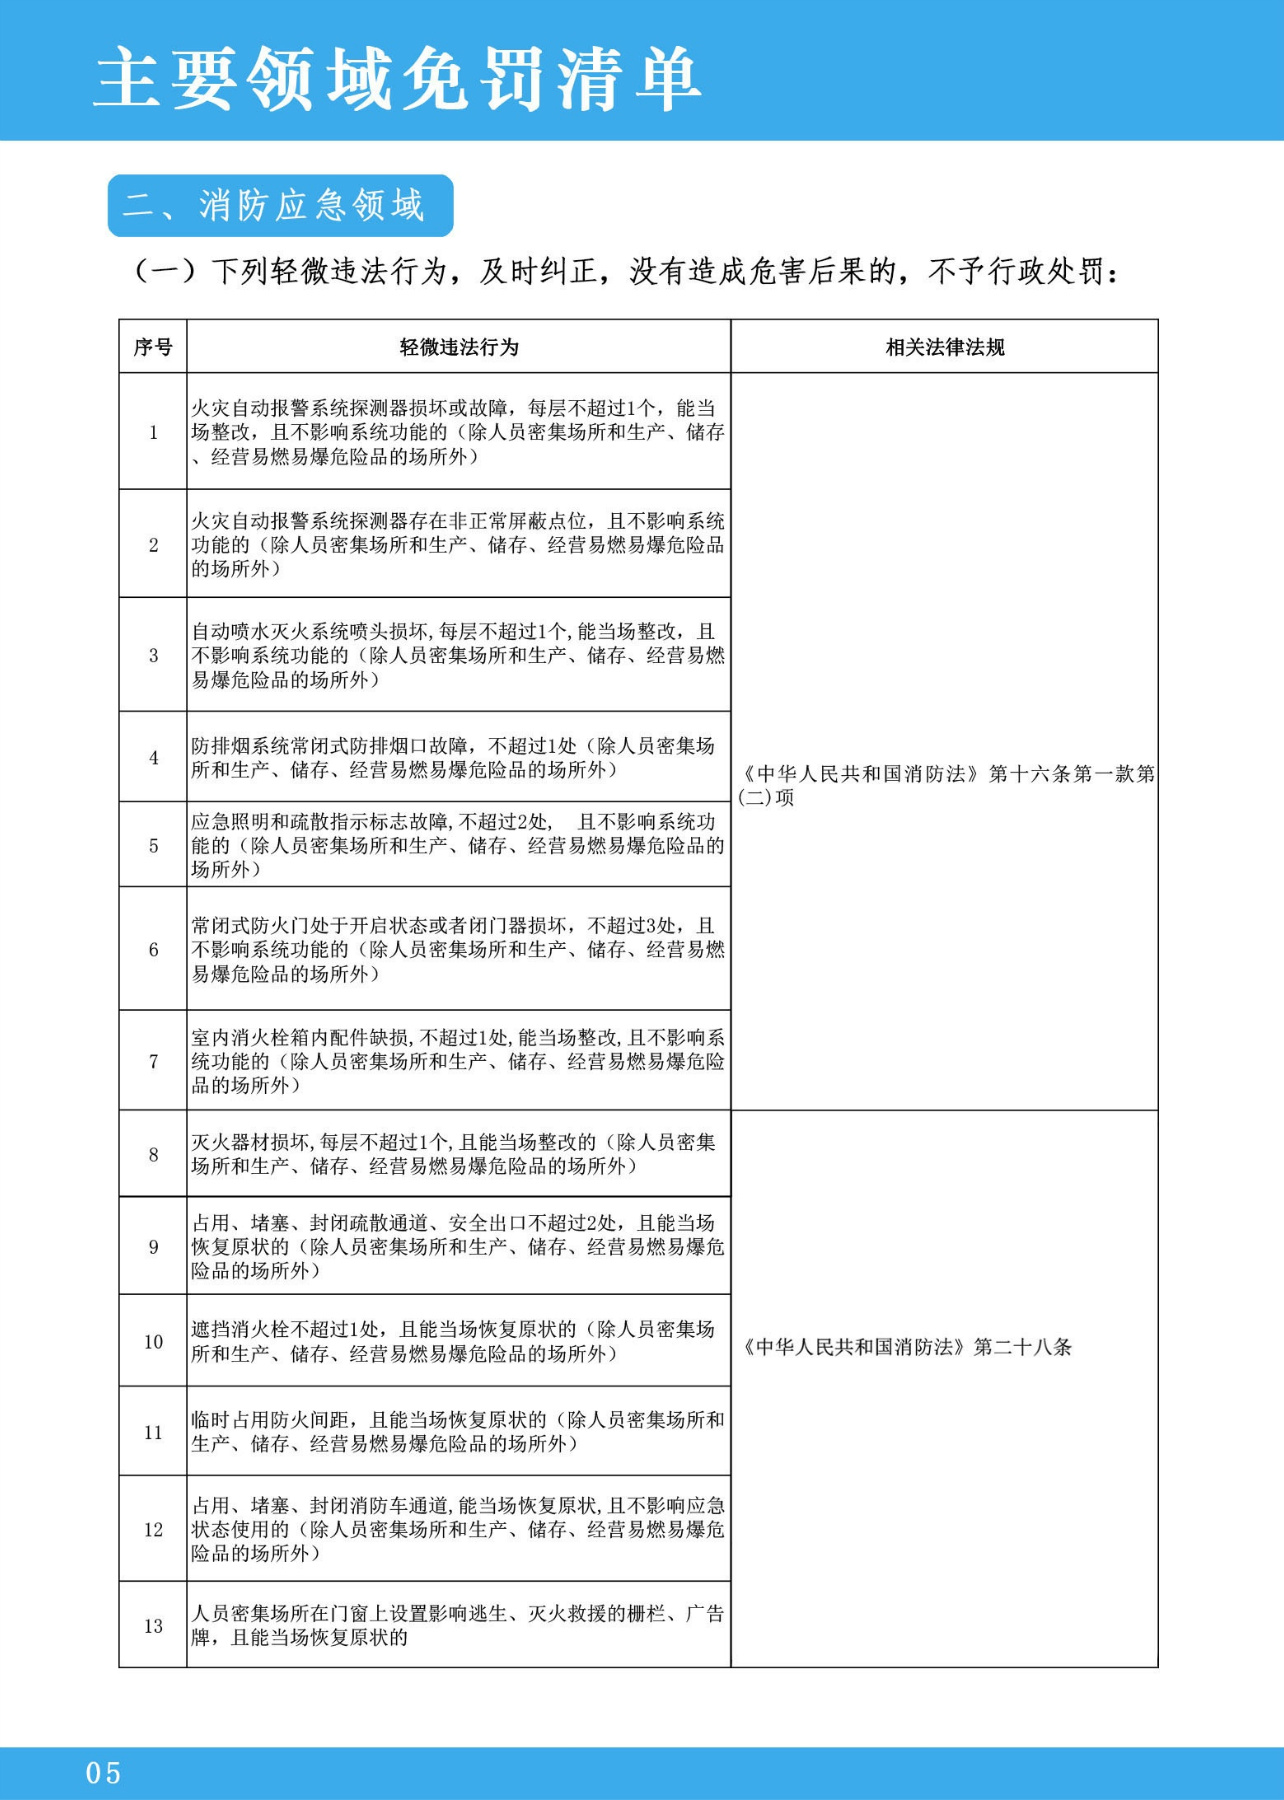 主要领域免罚清单
二、消防应急领域
（一）下列轻微违法行为，及时纠正，没有造成危害后果的，不予行政处罚：
序号
轻微违法行为
相关法律法规
1
火灾自动报警系统探测器损坏或故障，每层不超过1个，能当
场整改，且不影响系统功能的（除人员密集场所和生产、储存
、经营易燃易爆危险品的场所外）
2
火灾自动报警系统探测器存在非正常屏蔽点位，且不影响系统
功能的（除人员密集场所和生产、储存、经营易燃易爆危险品
的场所外）
3
自动喷水灭火系统喷头损坏,每层不超过1个,能当场整改，且
不影响系统功能的（除人员密集场所和生产、储存、经营易燃
易爆危险品的场所外）
4
防排烟系统常闭式防排烟口故障，不超过1处（除人员密集场
所和生产、储存、经营易燃易爆危险品的场所外）
5
应急照明和疏散指示标志故障,不超过2处, 且不影响系统功
能的（除人员密集场所和生产、储存、经营易燃易爆危险品的
场所外）
6
常闭式防火门处于开启状态或者闭门器损坏，不超过3处，且
不影响系统功能的（除人员密集场所和生产、储存、经营易燃
易爆危险品的场所外）
7
室内消火栓箱内配件缺损,不超过1处,能当场整改,且不影响系
统功能的（除人员密集场所和生产、储存、经营易燃易爆危险
品的场所外）
《中华人民共和国消防法》第十六条第一款第
(二)项
8
灭火器材损坏,每层不超过1个,且能当场整改的（除人员密集
场所和生产、储存、经营易燃易爆危险品的场所外）
9
占用、堵塞、封闭疏散通道、安全出口不超过2处，且能当场
恢复原状的（除人员密集场所和生产、储存、经营易燃易爆危
险品的场所外）
10
遮挡消火栓不超过1处，且能当场恢复原状的（除人员密集场
所和生产、储存、经营易燃易爆危险品的场所外）
11
临时占用防火间距，且能当场恢复原状的（除人员密集场所和
生产、储存、经营易燃易爆危险品的场所外）
12
占用、堵塞、封闭消防车通道,能当场恢复原状,且不影响应急
状态使用的（除人员密集场所和生产、储存、经营易燃易爆危
险品的场所外）
13
人员密集场所在门窗上设置影响逃生、灭火救援的栅栏、广告
牌，且能当场恢复原状的
《中华人民共和国消防法》第二十八条
05